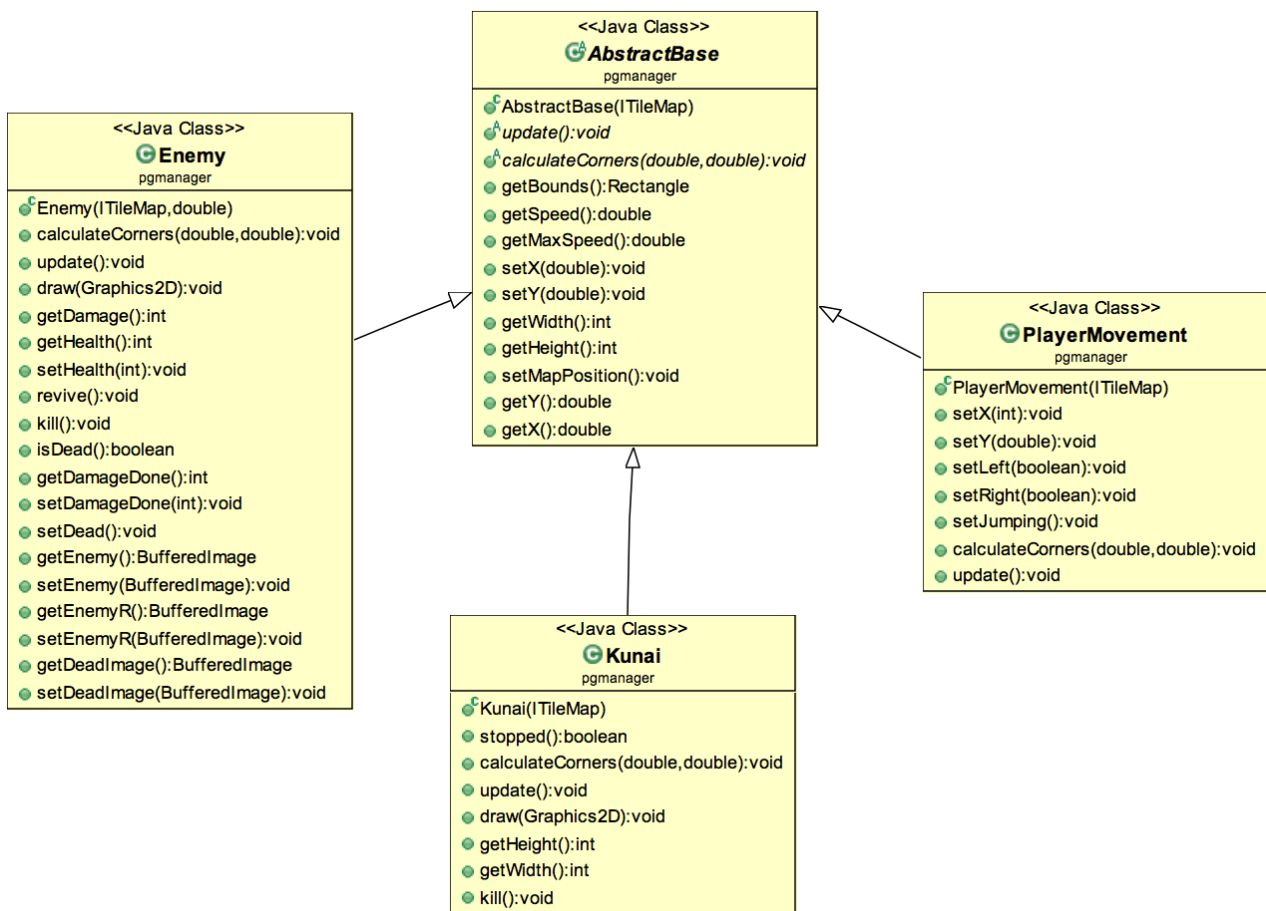 <<Java Class>>
AbstractBase
pgmanager
AbstractBase(ITileMap)
update():void
calculateCorners(double,double):void
getBounds():Rectangle
getSpeed():double
getMaxSpeed():double
setX(double):void
setY(double):void
getWidth():int
getHeight():int
setMapPosition():void
getY():double
getX():double
<<Java Class>>
Enemy
pgmanager
Enemy(ITileMap,double)
calculateCorners(double,double):void
update():void
draw(Graphics2D):void
getDamage():int
getHealth():int
setHealth(int):void
revive():void
kill():void
isDead():boolean
getDamageDone():int
setDamageDone(int):void
setDead():void
getEnemy():BufferedImage
setEnemy(BufferedImage):void
getEnemyR():BufferedImage
setEnemyR(BufferedImage):void
getDeadImage():BufferedImage
setDeadImage(BufferedImage):void
<<Java Class>>
PlayerMovement
pgmanager
PlayerMovement(ITileMap)
setX(int):void
setY(double):void
setLeft(boolean):void
setRight(boolean):void
setJumping():void
calculateCorners(double,double):void
update():void
<<Java Class>>
Kunai
pgmanager
Kunai(ITileMap)
stopped():boolean
calculateCorners(double,double):void
update():void
draw(Graphics2D):void
getHeight():int
getWidth():int
kill():void